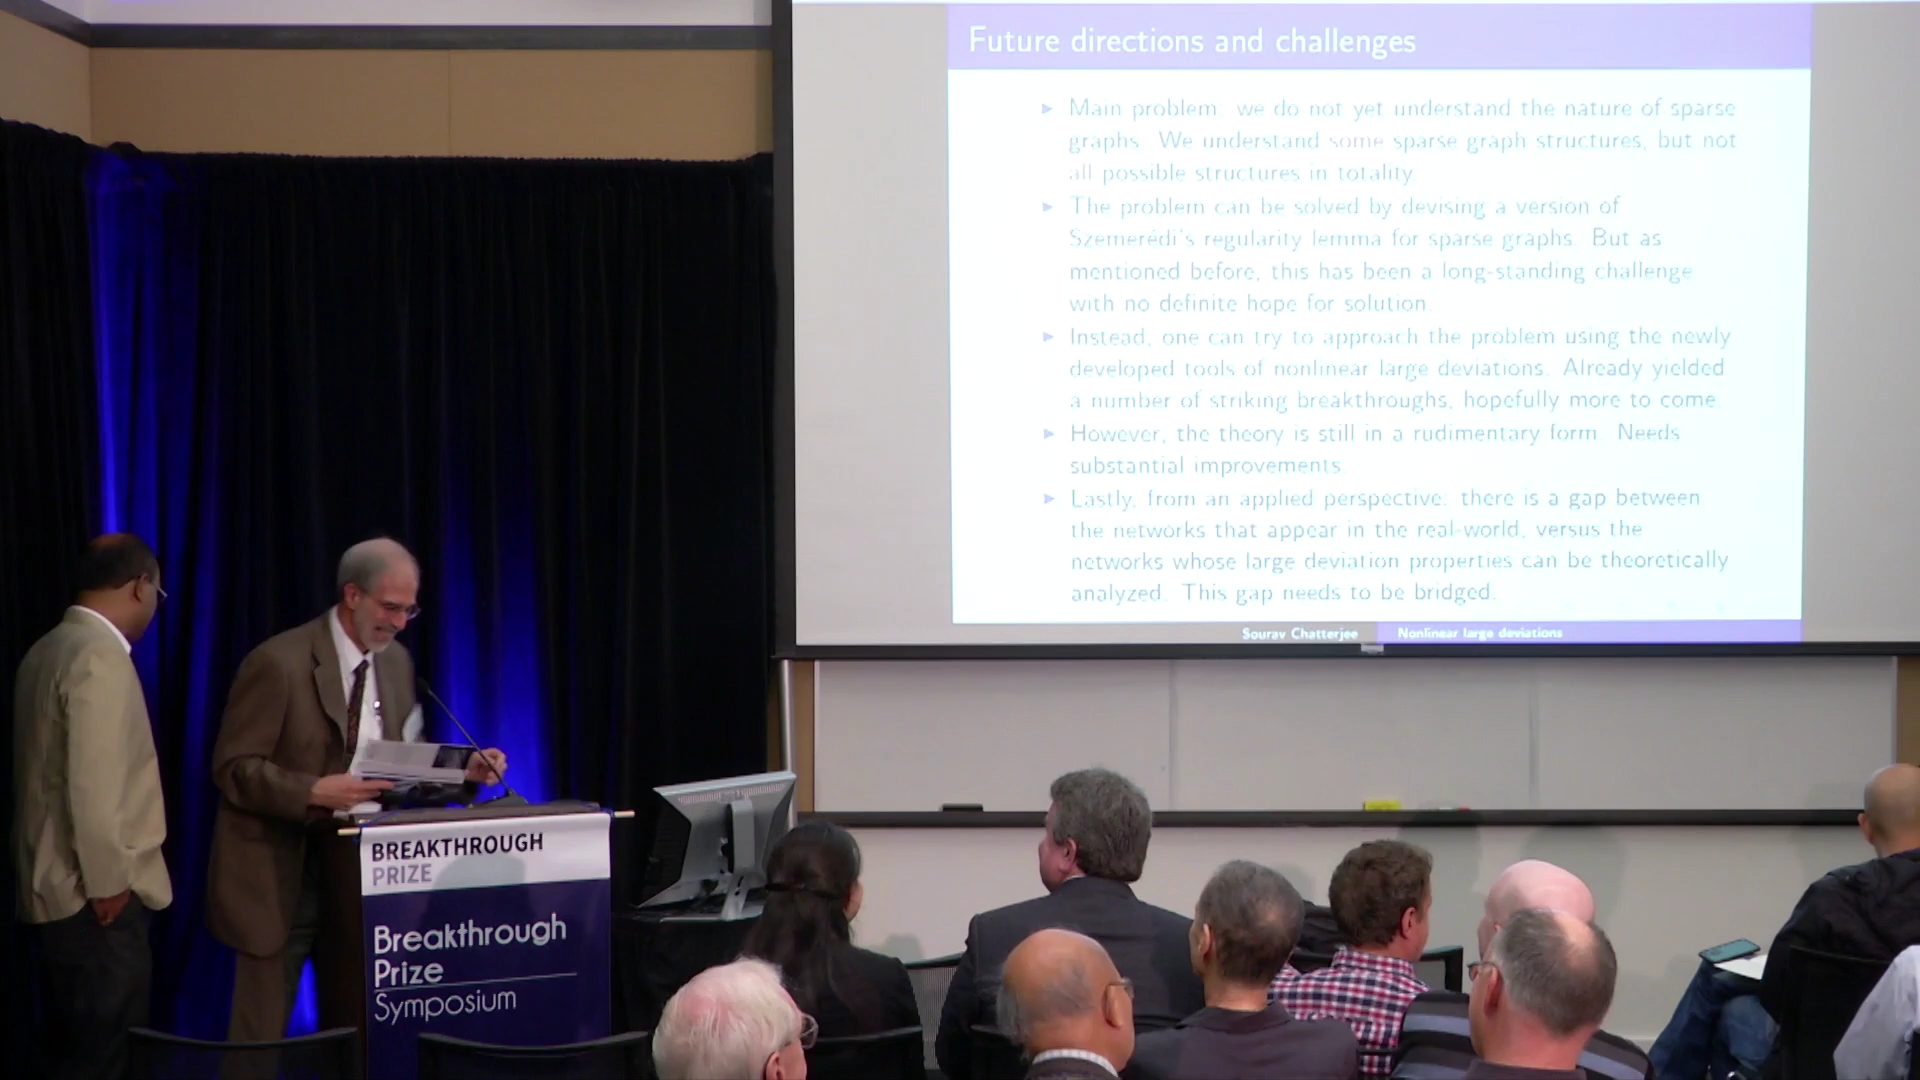 Future directions and challenges
Main problem: we do not yet understand the nature of sparse
graphs. We understand some sparse graph structures, but not
all possible structures in totality.
The problem can be solved by devising a version of
Szemerédi's regularity lemma for sparse graphs. But as
mentioned before, this has been a long-standing challenge
with no definite hope for solution.
Instead, one can try to approach the problem using the newly
developed tools of nonlinear large deviations. Already yielded
a number of striking breakthroughs, hopefully more to come.
However, the theory is still in a rudimentary form. Needs
substantial improvements.
Lastly, from an applied perspective: there is a gap between
the networks that appear in the real-world, versus the
networks whose large deviation properties can be theoretically
analyzed. This gap needs to be bridged.
Sourav Chatterjee Nonlinear large deviations
BREAKTHROUGH
PRIZE
Breakthrough
Prize
Symposium